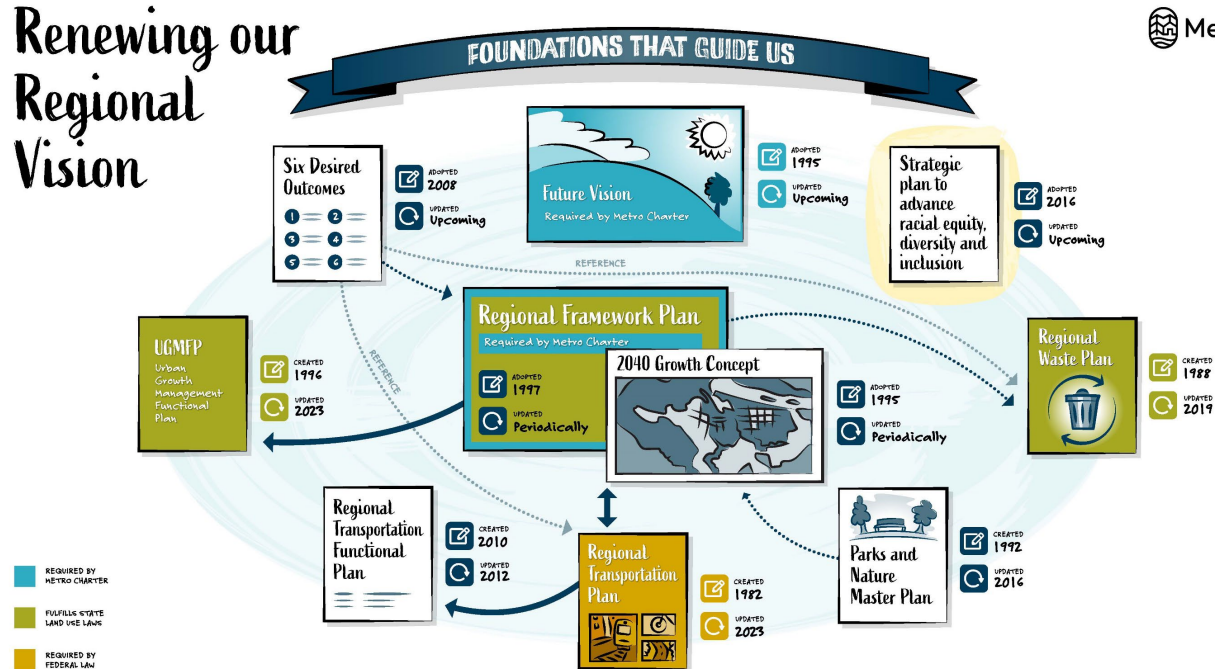 Renewing our
Regional
Vision
FOUNDATIONS THAT GUIDE US
Six Desired
Outcomes
1
2
3
4
5
6
ADOPTED
2008
UPDATED
Upcoming
Future Vision
Required by Metro Charter
ADOPTED
1995
UPDATED
Upcoming
Strategic
plan to
advance
racial equity,
diversity and
inclusion
ADOPTED
2016
UPDATED
Upcoming
REFERENCE
REFERENCE
UGMFP
Urban
Growth
Management
Functional
Plan
CREATED
1996
UPDATED
2023
Regional Framework Plan
Required by Metro Charter
ADOPTED
1997
UPDATED
Periodically
2040 Growth Concept
ADOPTED
1995
UPDATED
Periodically
Regional
Waste Plan
CREATED
1988
UPDATED
2019
Regional
Transportation
Functional
Plan
CREATED
2010
UPDATED
2012
Regional
Transportation
Plan
CREATED
1982
UPDATED
2023
Parks and
Nature
Master Plan
CREATED
1992
UPDATED
2016
REQUIRED BY
METRO CHARTER
FULFILLS STATE
LAND USE LAWS
REQUIRED BY
FEDERAL LAW